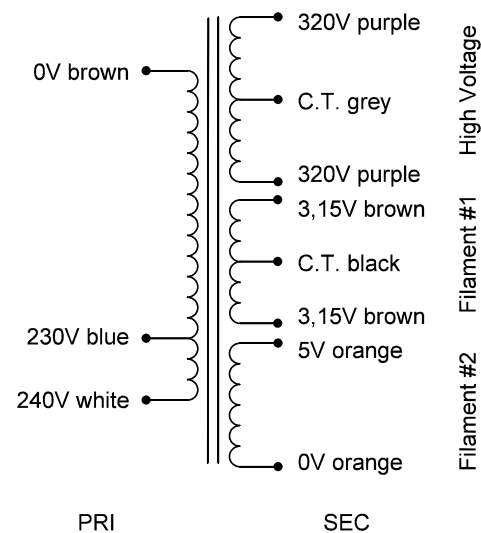 320V purple
0V brown
C.T. grey
320V purple
High Voltage
3,15V brown
C.T. black
3,15V brown
Filament #1
230V blue
5V orange
240V white
0V orange
Filament #2
PRI
SEC